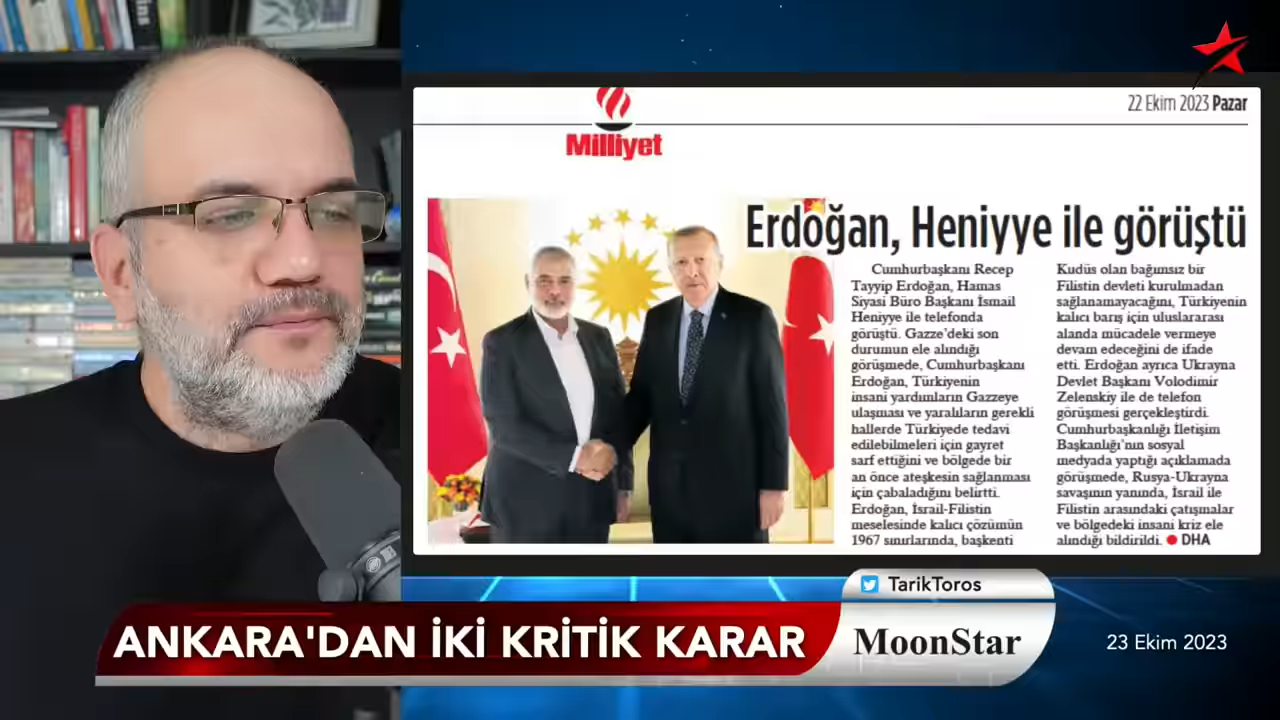 22 Ekim 2023 Pazar
Milliyet
Erdoğan, Heniyye ile görüştü
Cumhurbaşkanı Recep
Tayyip Erdoğan, Hamas
Siyasi Büro Başkanı İsmail
Heniyye ile telefonda
görüştü. Gazze'deki son
durumun ele alındığı
görüşmede, Cumhurbaşkanı
Erdoğan, Türkiyenin
insani yardımların Gazzeye
ulaşması ve yaralıların gerekli
hallerde Türkiyede tedavi
edilebilmeleri için gayret
sarf ettiğini ve bölgede bir
an önce ateşkesin sağlanması
için çabaladığını belirtti.
Erdoğan, İsrail-Filistin
meselesinde kalıcı çözümün
1967 sınırlarında, başkenti
Kudüs olan bağımsız bir
Filistin devleti kurulmadan
sağlanamayacağını, Türkiyenin
kalıcı barış için uluslararası
alanda mücadele vermeye
devam edeceğini de ifade
etti. Erdoğan ayrıca Ukrayna
Devlet Başkanı Volodimir
Zelenskiy ile de telefon
görüşmesi gerçekleştirdi.
Cumhurbaşkanlığı İletişim
Başkanlığı'nın sosyal
medyada yaptığı açıklamada
görüşmede, Rusya-Ukrayna
savaşının yanında, İsrail ile
Filistin arasındaki çatışmalar
ve bölgedeki insani kriz ele
alındığı bildirildi. ● DHA
TarikToros
ANKARA'DAN İKİ KRİTİK KARAR
MoonStar
23 Ekim 2023